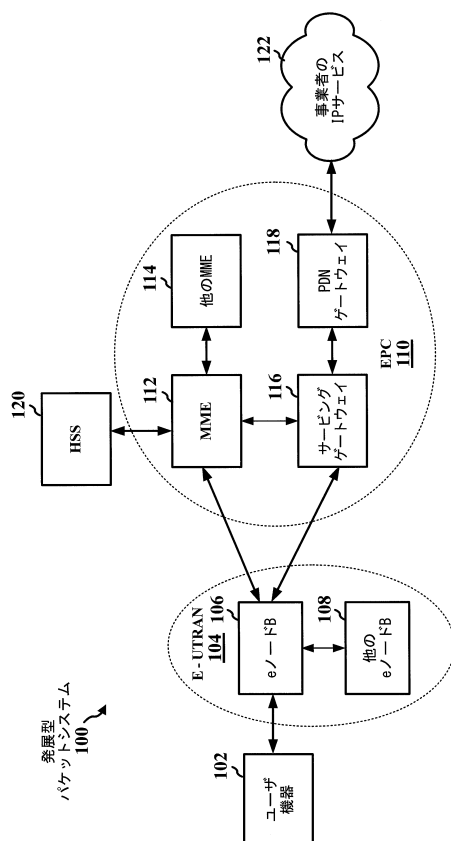 発展型
パケットシステム
100
102
ユーザ
機器
E-UTRAN
104
106
eノードB
108
他の
eノードB
120
HSS
112
MME
114
他のMME
116
サービング
ゲートウェイ
118
PDN
ゲートウェイ
EPC
110
122
事業者の
IPサービス